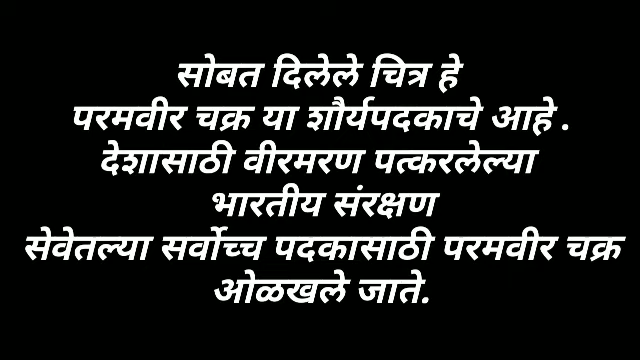 सोबत दिलेले चित्र हे
परमवीर चक्र या शौर्यपदकाचे आहे .
देशासाठी वीरमरण पत्करलेल्या
भारतीय संरक्षण
सेवेतल्या सर्वोच्च पदकासाठी परमवीर चक्र
ओळखले जाते.